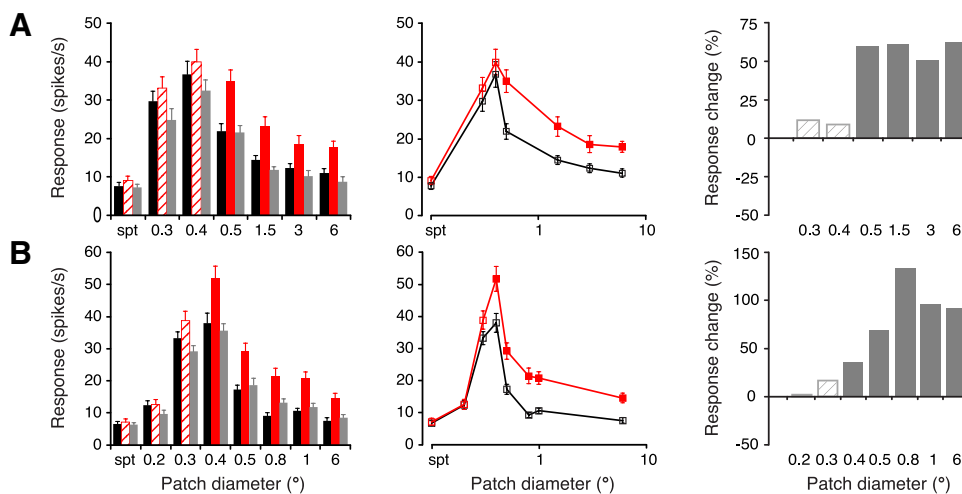 A
Response (spikes/s)
50
40
30
20
10
0
spt 0.3 0.4 0.5 1.5 3 6
50
40
30
20
10
0
spt 1 10
Response change (%)
75
50
25
0
-25
-50
0.3 0.4 0.5 1.5 3 6
B
Response (spikes/s)
60
50
40
30
20
10
0
spt 0.2 0.3 0.4 0.5 0.8 1 6
Patch diameter (°)
60
50
40
30
20
10
0
spt 1 10
Patch diameter (°)
Response change (%)
150
100
50
0
-50
0.2 0.3 0.4 0.5 0.8 1 6
Patch diameter (°)